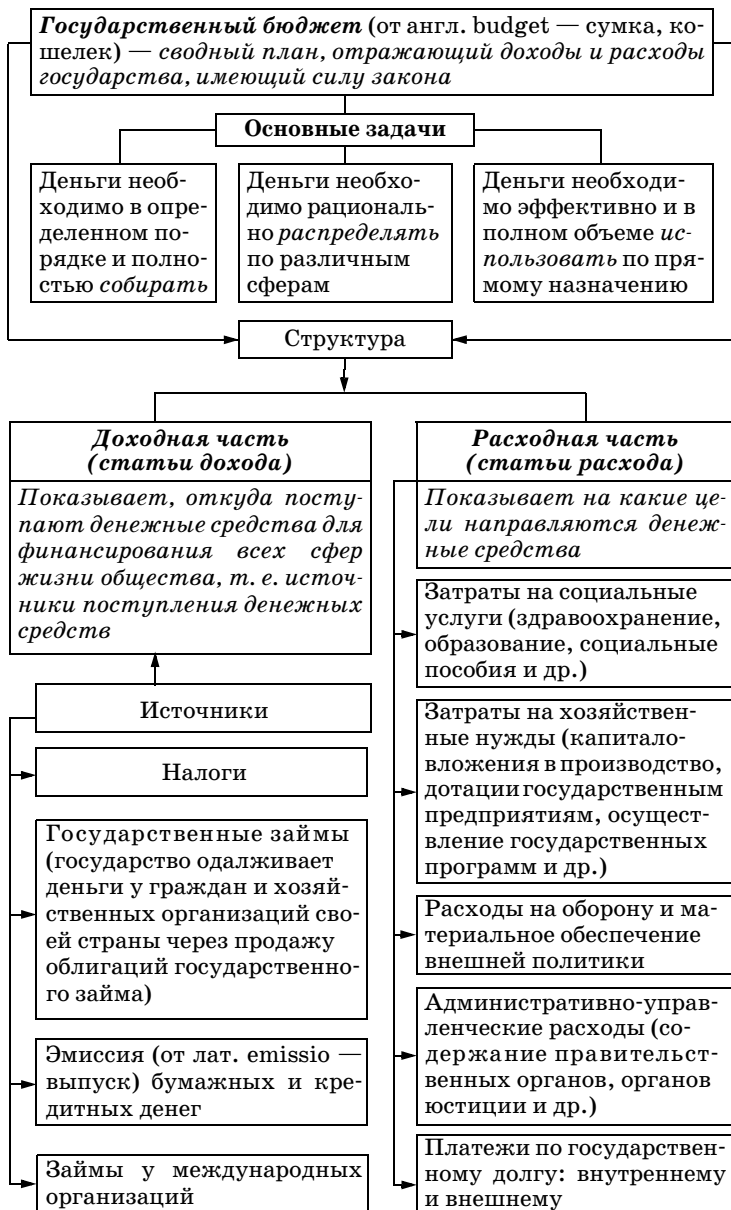 Государственный бюджет (от англ. budget — сумка, ко-
шелек) — сводный план, отражающий доходы и расходы
государства, имеющий силу закона
Основные задачи
Деньги необ-
ходимо в опре-
деленном по-
рядке и полно-
стью собирать
Деньги необхо-
димо рациональ-
но распределять
по различным
сферам
Деньги необходи-
мо эффективно и в
полном объеме ис-
пользовать по пря-
мому назначению
Структура
Доходная часть
(статьи дохода)
Показывает, откуда посту-
пают денежные средства для
финансирования всех сфер
жизни общества, т. е. источ-
ники поступления денежных
средств
Источники
Налоги
Государственные займы
(государство одалживает
деньги у граждан и хозяй-
ственных организаций сво-
ей страны через продажу
облигаций государственно-
го займа)
Эмиссия (от лат. emissio —
выпуск) бумажных и кре-
дитных денег
Займы у международных
организаций
Расходная часть
(статьи расхода)
Показывает на какие це-
ли направляются денеж-
ные средства
Затраты на социальные
услуги (здравоохранение,
образование, социальные
пособия и др.)
Затраты на хозяйствен-
ные нужды (капитало-
вложения в производство,
дотации государственным
предприятиям, осущест-
вление государственных
программ и др.)
Расходы на оборону и ма-
териальное обеспечение
внешней политики
Административно-управ-
ленческие расходы (со-
держание правительст-
венных органов, органов
юстиции и др.)
Платежи по государствен-
ному долгу: внутреннему
и внешнему